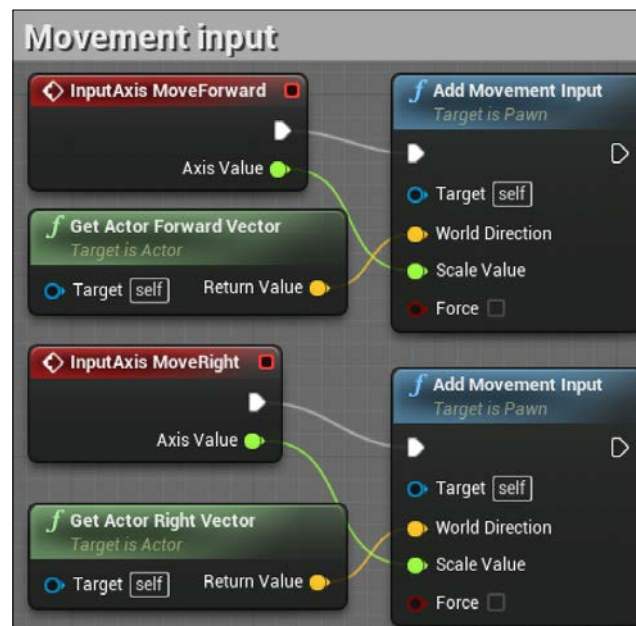 Movement input
InputAxis MoveForward
Axis Value
f Add Movement Input
Target is Pawn
Target self
World Direction
Scale Value
Force
f Get Actor Forward Vector
Target is Actor
Target self Return Value
InputAxis MoveRight
Axis Value
f Add Movement Input
Target is Pawn
Target self
World Direction
Scale Value
Force
f Get Actor Right Vector
Target is Actor
Target self Return Value